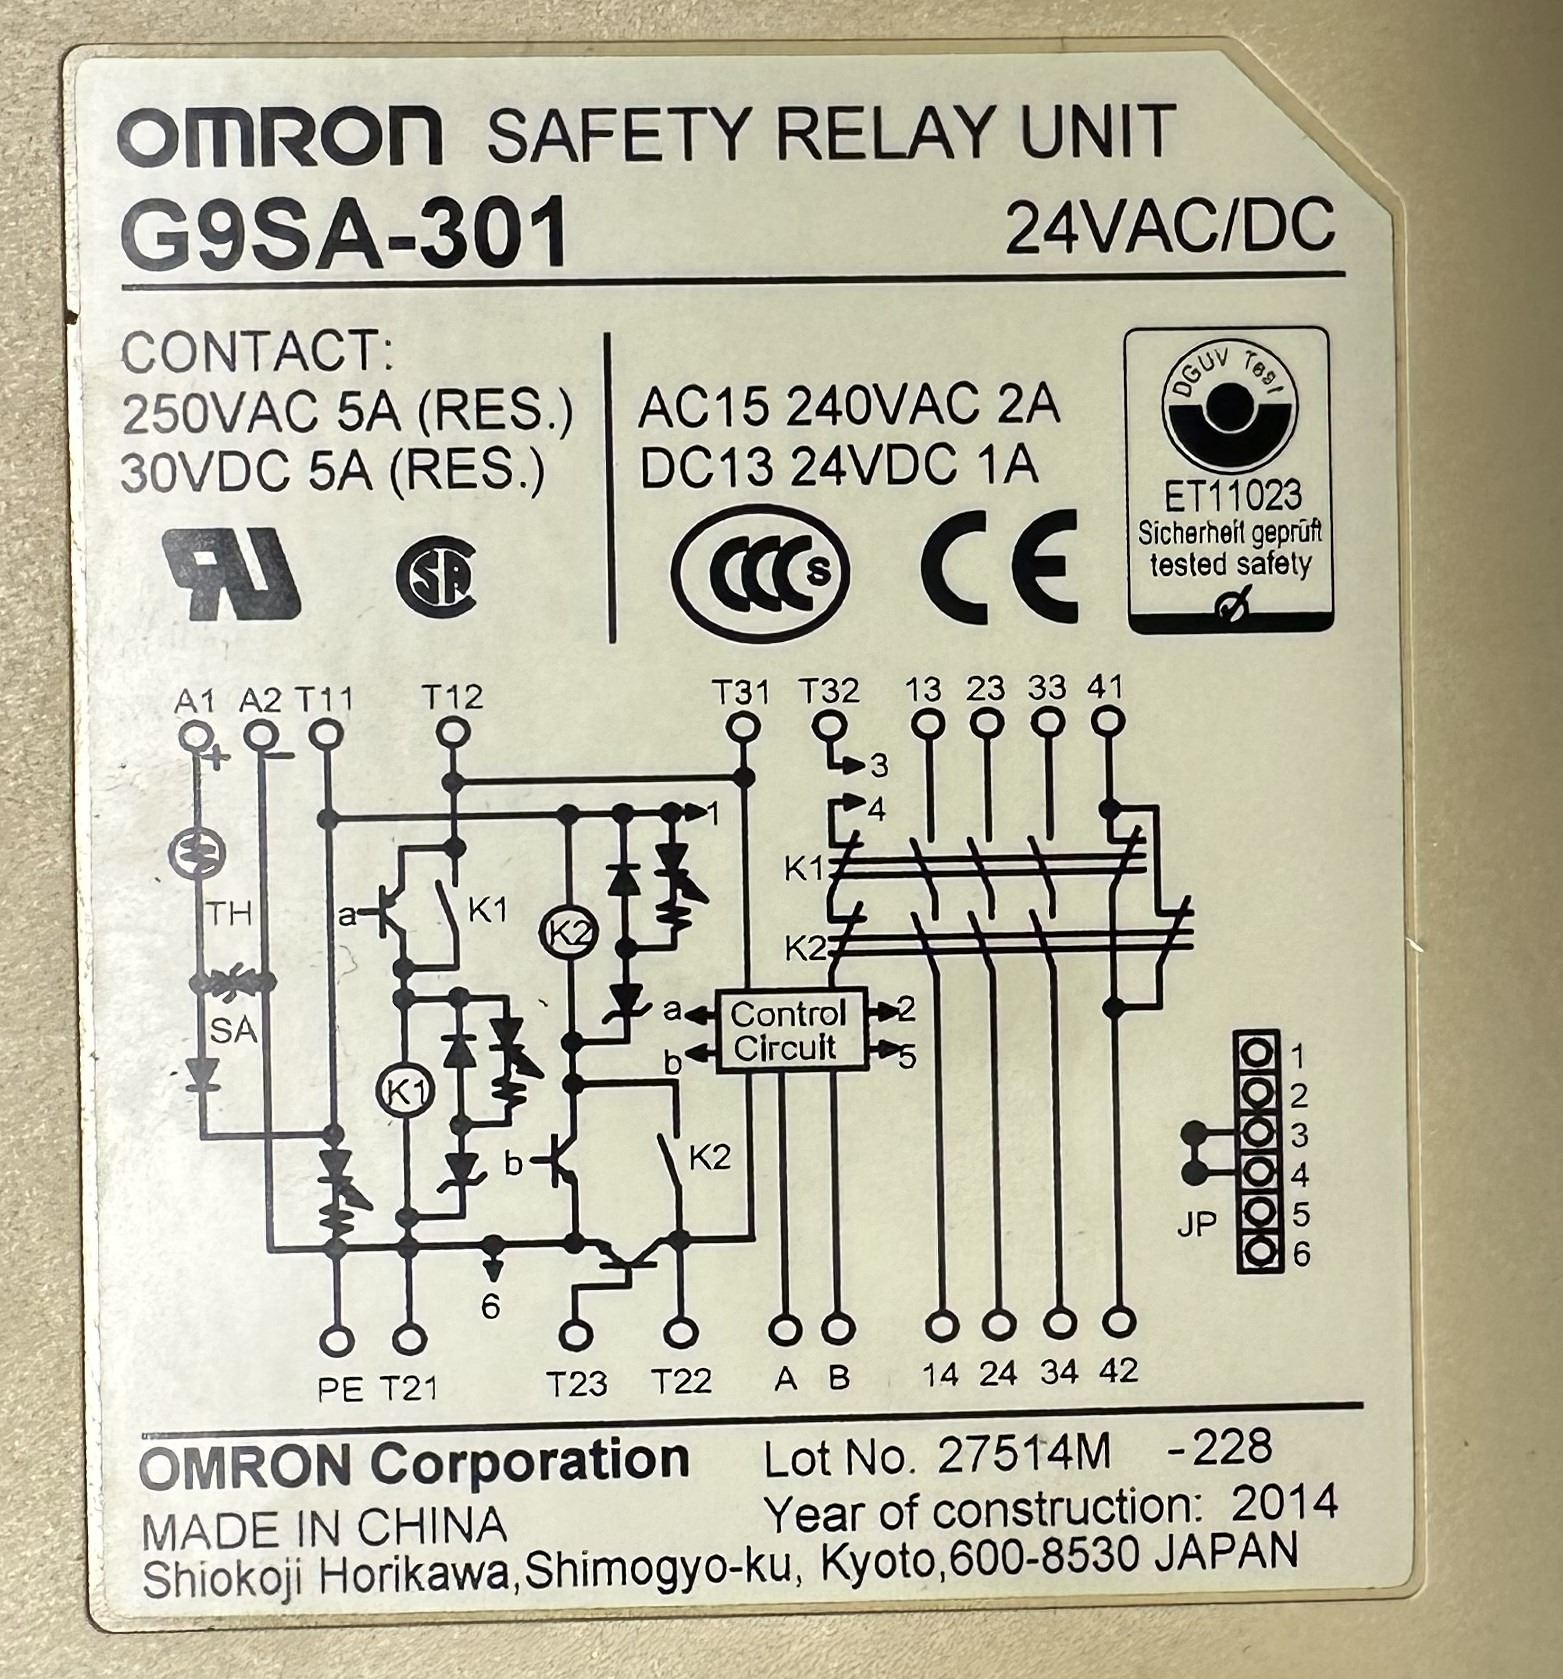 OMRON SAFETY RELAY UNIT
G9SA-301 24VAC/DC
CONTACT:
250VAC 5A (RES.)
30VDC 5A (RES.)
AC15 240VAC 2A
DC13 24VDC 1A
DGUV Test
ET11023
Sicherheit geprüft
tested safety
RU
SA
CCC S
CE
A1 A2 T11 T12 T31 T32 13 23 33 41
+ −
3
1
4
K1
TH
a
K1
K2
K2
SA
a Control 2
b Circuit 5
K1
b
K2
1
2
3
4
5
6
JP
6
PE T21 T23 T22 A B 14 24 34 42
OMRON Corporation Lot No. 27514M -228
MADE IN CHINA Year of construction: 2014
Shiokoji Horikawa,Shimogyo-ku, Kyoto,600-8530 JAPAN